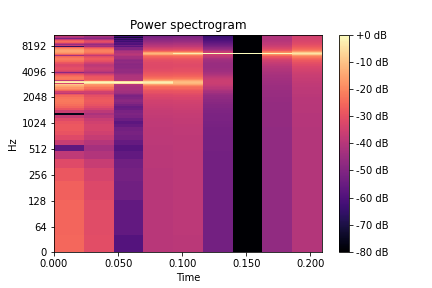 Power spectrogram
8192
4096
2048
1024
512
256
128
64
0
Hz
0.000 0.050 0.100 0.150 0.200
Time
+0 dB
-10 dB
-20 dB
-30 dB
-40 dB
-50 dB
-60 dB
-70 dB
-80 dB